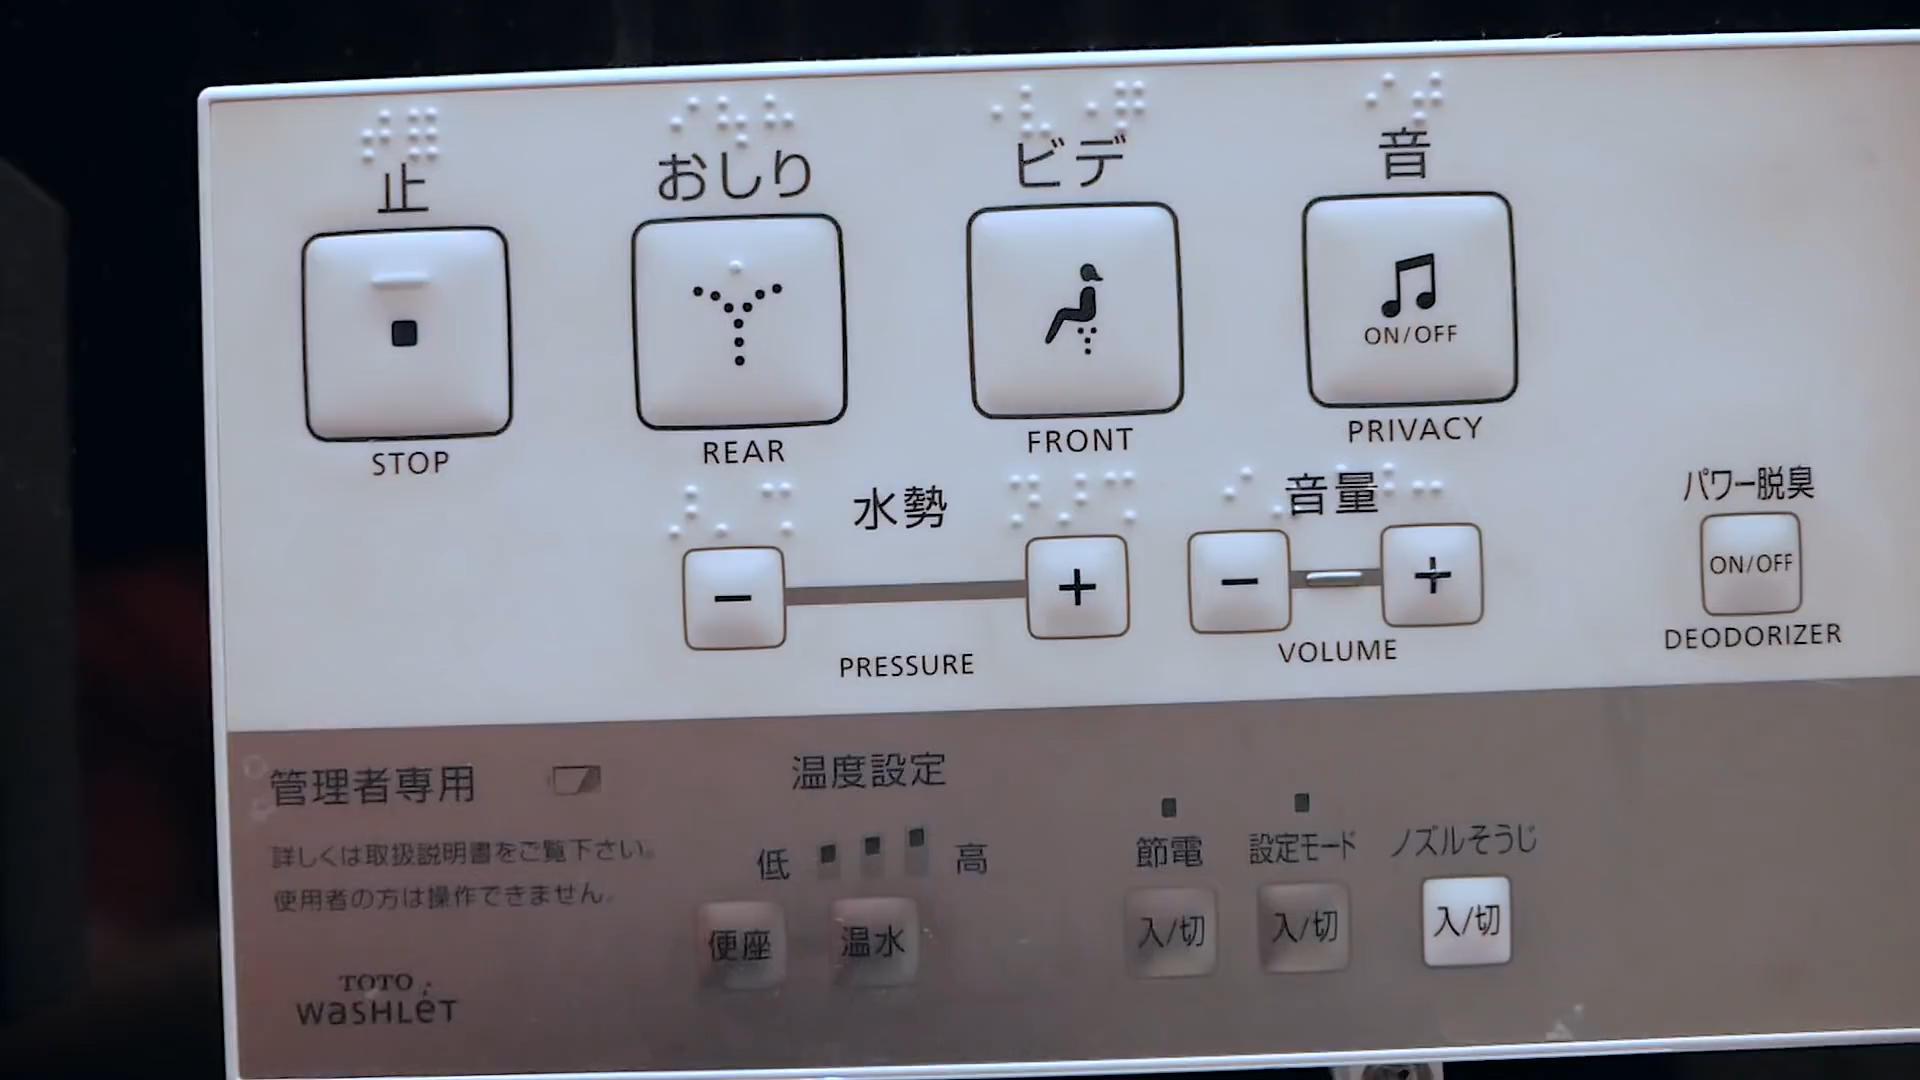 止 おしり ビデ 音
ON/OFF
STOP REAR FRONT PRIVACY
水勢 音量 パワー脱臭
− + − + ON/OFF
PRESSURE VOLUME DEODORIZER
管理者専用 温度設定
詳しくは取扱説明書をご覧下さい。
使用者の方は操作できません。
低 高 節電 設定モード ノズルそうじ
便座 温水 入/切 入/切 入/切
TOTO
WASHLET